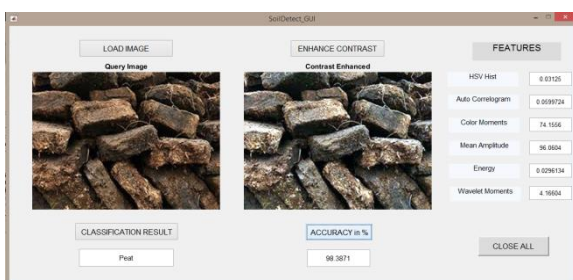 SoilDetect_GUI
LOAD IMAGE
Query Image
ENHANCE CONTRAST
Contrast Enhanced
FEATURES
HSV Hist 0.03125
Auto Correlogram 0.0599724
Color Moments 74.1556
Mean Amplitude 96.0604
Energy 0.0296134
Wavelet Moments 4.16604
CLASSIFICATION RESULT
Peat
ACCURACY in %
98.3871
CLOSE ALL